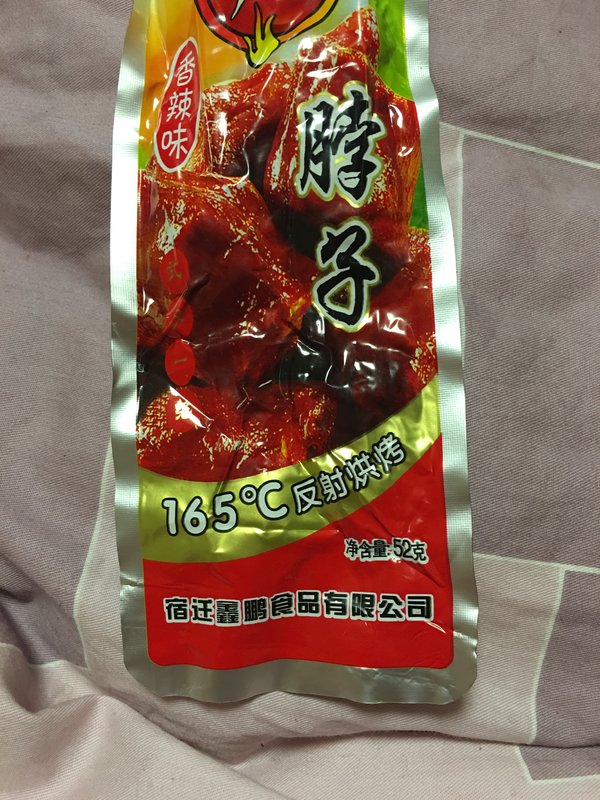 香辣味
脖子
165℃反射烘烤
净含量:52克
宿迁鑫鹏食品有限公司